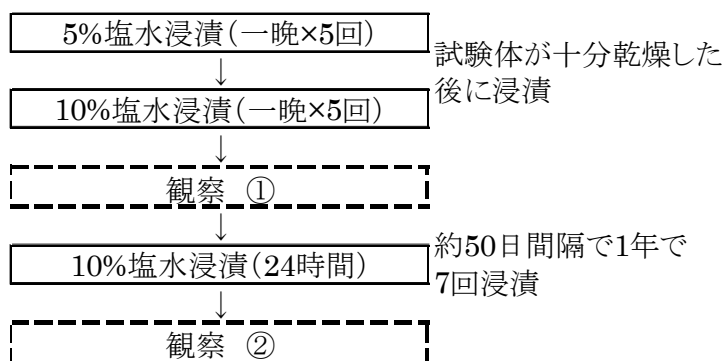 5%塩水浸漬(一晩×5回)
試験体が十分乾燥した
後に浸漬
↓
10%塩水浸漬(一晩×5回)
↓
観察 ①
↓
10%塩水浸漬(24時間)
約50日間隔で1年で
7回浸漬
↓
観察 ②